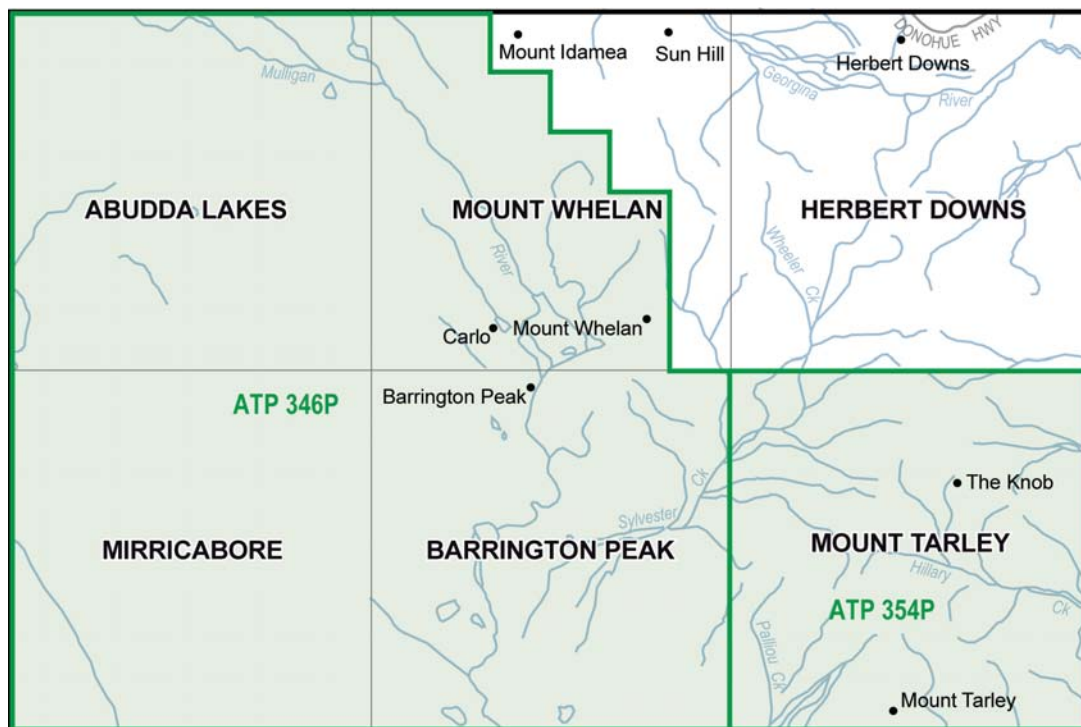 DONOHUE HWY
Mount Idamea
Sun Hill
Herbert Downs
Mulligan
Georgina
River
ABUDDA LAKES
MOUNT WHELAN
HERBERT DOWNS
River
Wheeler
Ck
Carlo
Mount Whelan
Barrington Peak
ATP 346P
Ck
The Knob
Sylvester
MIRRICABORE
BARRINGTON PEAK
MOUNT TARLEY
Hillary
Ck
ATP 354P
Palliou Ck
Mount Tarley